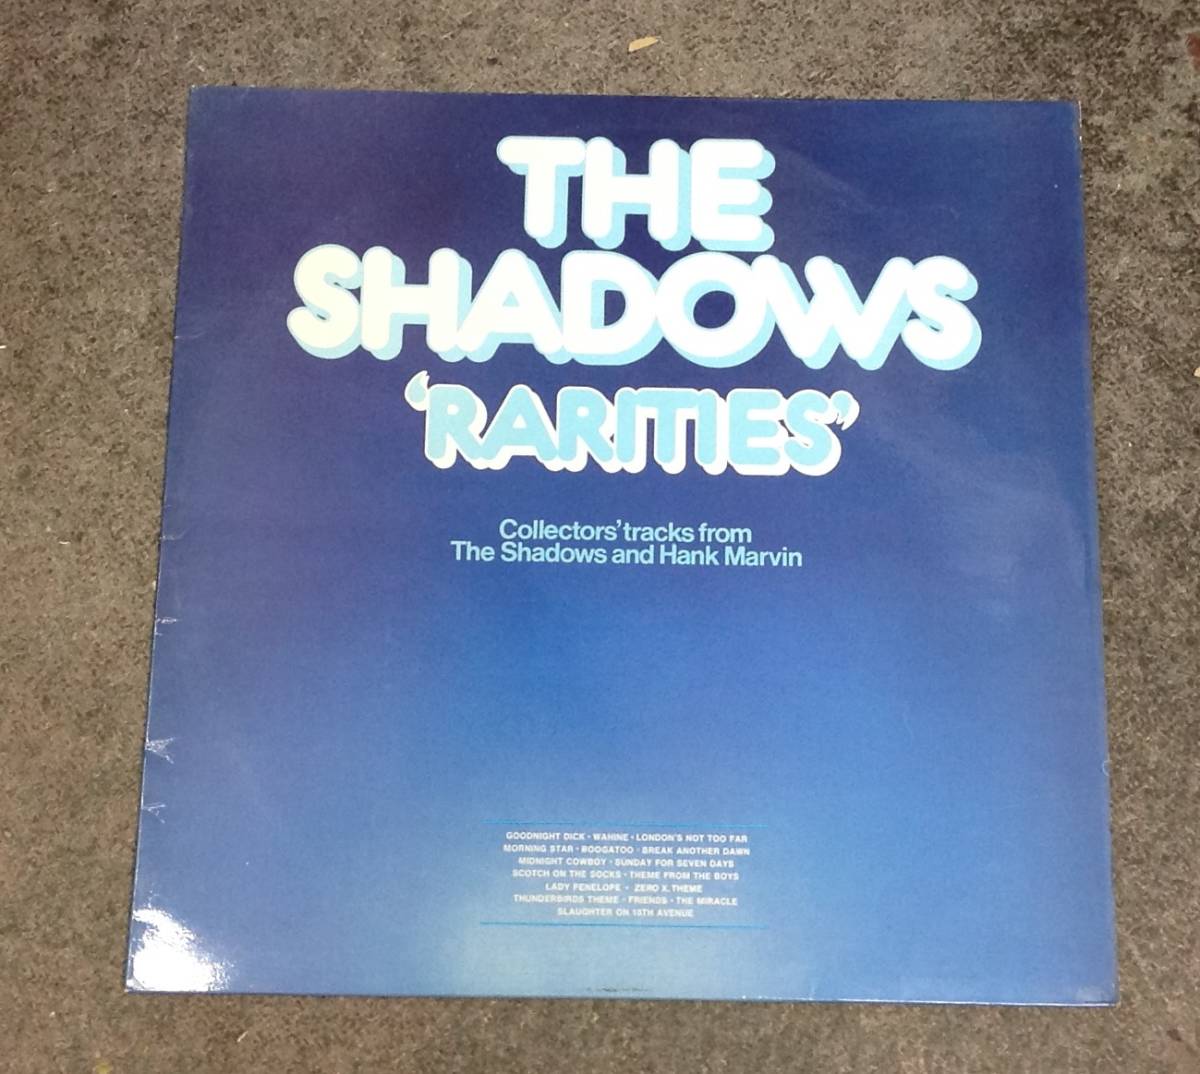 THE
SHADOWS
‘RARITIES’
Collectors’ tracks from
The Shadows and Hank Marvin
GOODNIGHT DICK · WAHINE · LONDON'S NOT TOO FAR
MORNING STAR · BOOGATOO · BREAK ANOTHER DAWN
MIDNIGHT COWBOY · SUNDAY FOR SEVEN DAYS
SCOTCH ON THE SOCKS · THEME FROM THE BOYS
LADY PENELOPE · ZERO X. THEME
THUNDERBIRDS THEME · FRIENDS · THE MIRACLE
SLAUGHTER ON 10TH AVENUE